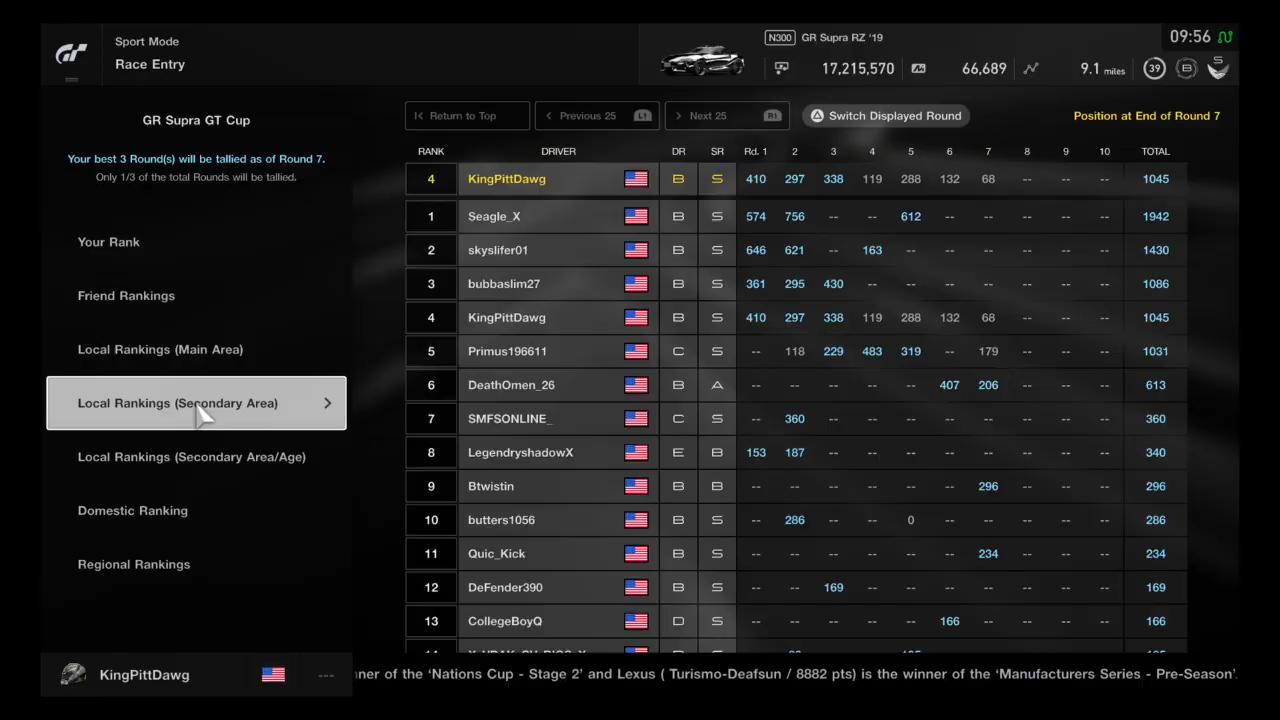 Sport Mode
Race Entry
N300 GR Supra RZ '19
09:56
17,215,570 66,689 9.1 miles 39 B S
GR Supra GT Cup
Your best 3 Round(s) will be tallied as of Round 7.
Only 1/3 of the total Rounds will be tallied.
Your Rank
Friend Rankings
Local Rankings (Main Area)
Local Rankings (Secondary Area)
Local Rankings (Secondary Area/Age)
Domestic Ranking
Regional Rankings
KingPittDawg ---
Return to Top Previous 25 L1 Next 25 R1 Switch Displayed Round Position at End of Round 7
RANK DRIVER DR SR Rd. 1 2 3 4 5 6 7 8 9 10 TOTAL
4 KingPittDawg B S 410 297 338 119 288 132 68 -- -- -- 1045
1 Seagle_X B S 574 756 -- -- 612 -- -- -- -- -- 1942
2 skyslifer01 B S 646 621 -- 163 -- -- -- -- -- -- 1430
3 bubbaslim27 B S 361 295 430 -- -- -- -- -- -- -- 1086
4 KingPittDawg B S 410 297 338 119 288 132 68 -- -- -- 1045
5 Primus196611 C S -- 118 229 483 319 -- 179 -- -- -- 1031
6 DeathOmen_26 B A -- -- -- -- -- 407 206 -- -- -- 613
7 SMFSONLINE_ C S -- 360 -- -- -- -- -- -- -- -- 360
8 LegendryshadowX E B 153 187 -- -- -- -- -- -- -- -- 340
9 Btwistin B B -- -- -- -- -- -- 296 -- -- -- 296
10 butters1056 B S -- 286 -- -- 0 -- -- -- -- -- 286
11 Quic_Kick B S -- -- -- -- -- -- 234 -- -- -- 234
12 DeFender390 B S -- -- 169 -- -- -- -- -- -- -- 169
13 CollegeBoyQ D S -- -- -- -- -- 166 -- -- -- -- 166
nner of the 'Nations Cup - Stage 2' and Lexus ( Turismo-Deafsun / 8882 pts) is the winner of the 'Manufacturers Series - Pre-Season'.